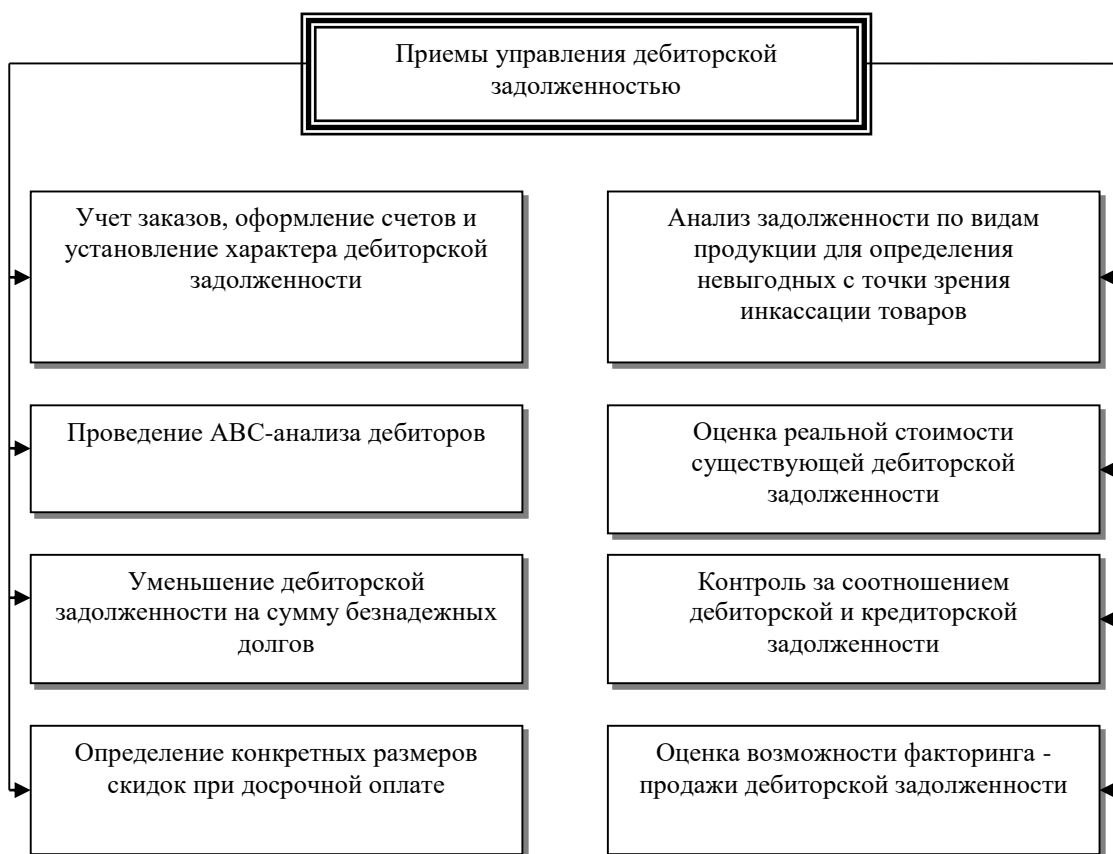 Приемы управления дебиторской
задолженностью
Учет заказов, оформление счетов и
установление характера дебиторской
задолженности
Анализ задолженности по видам
продукции для определения
невыгодных с точки зрения
инкассации товаров
Проведение АВС-анализа дебиторов
Оценка реальной стоимости
существующей дебиторской
задолженности
Уменьшение дебиторской
задолженности на сумму безнадежных
долгов
Контроль за соотношением
дебиторской и кредиторской
задолженности
Определение конкретных размеров
скидок при досрочной оплате
Оценка возможности факторинга -
продажи дебиторской задолженности